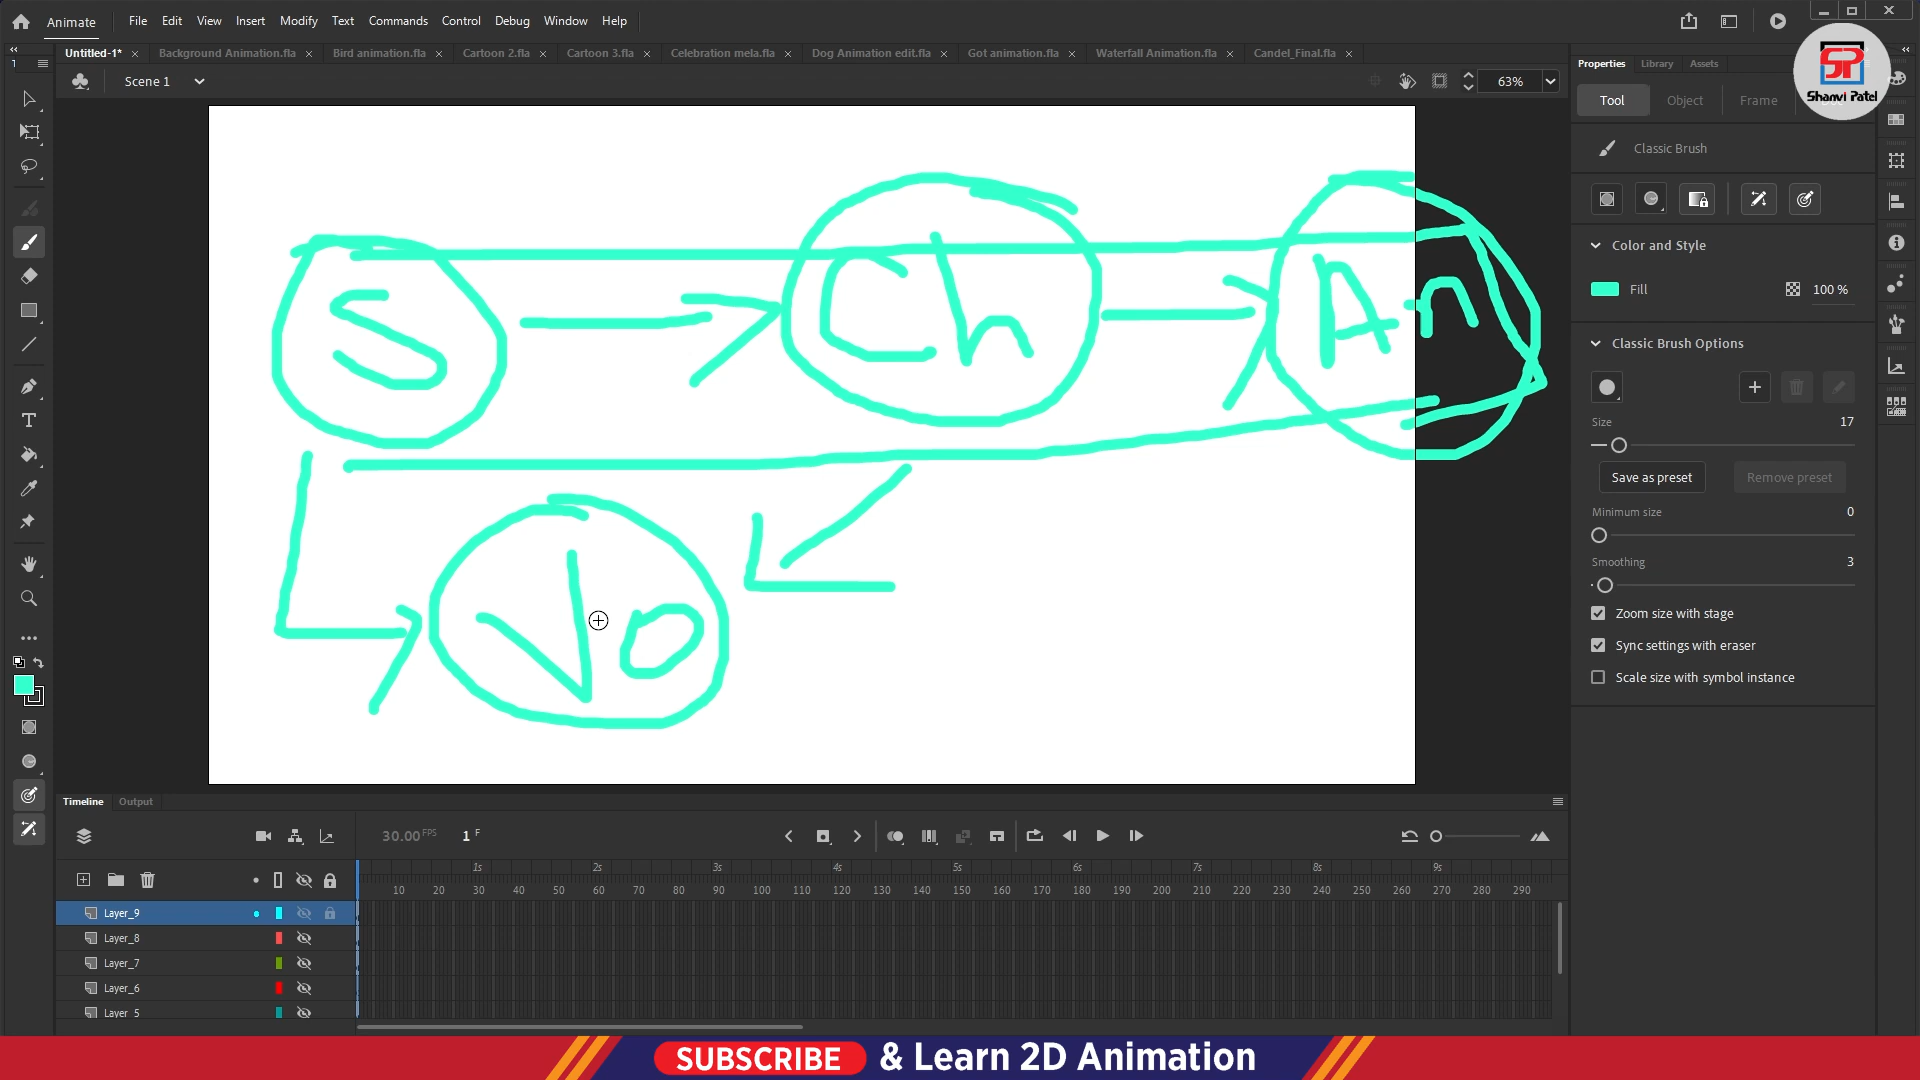 Animate File Edit View Insert Modify Text Commands Control Debug Window Help
Untitled-1* Background Animation.fla Bird animation.fla Cartoon 2.fla Cartoon 3.fla Celebration mela.fla Dog Animation edit.fla Got animation.fla Waterfall Animation.fla Candel_Final.fla
Scene 1 63%
Properties Library Assets
SP
Shanvi Patel
Tool Object Frame
Classic Brush
Color and Style
Fill 100 %
Classic Brush Options
Size 17
Save as preset Remove preset
Minimum size 0
Smoothing 3
Zoom size with stage
Sync settings with eraser
Scale size with symbol instance
S Ch An
Vo
Timeline Output
30.00 FPS 1 F
1s 2s 3s 4s 5s 6s 7s 8s 9s
10 20 30 40 50 60 70 80 90 100 110 120 130 140 150 160 170 180 190 200 210 220 230 240 250 260 270 280 290
Layer_9
Layer_8
Layer_7
Layer_6
Layer_5
SUBSCRIBE & Learn 2D Animation